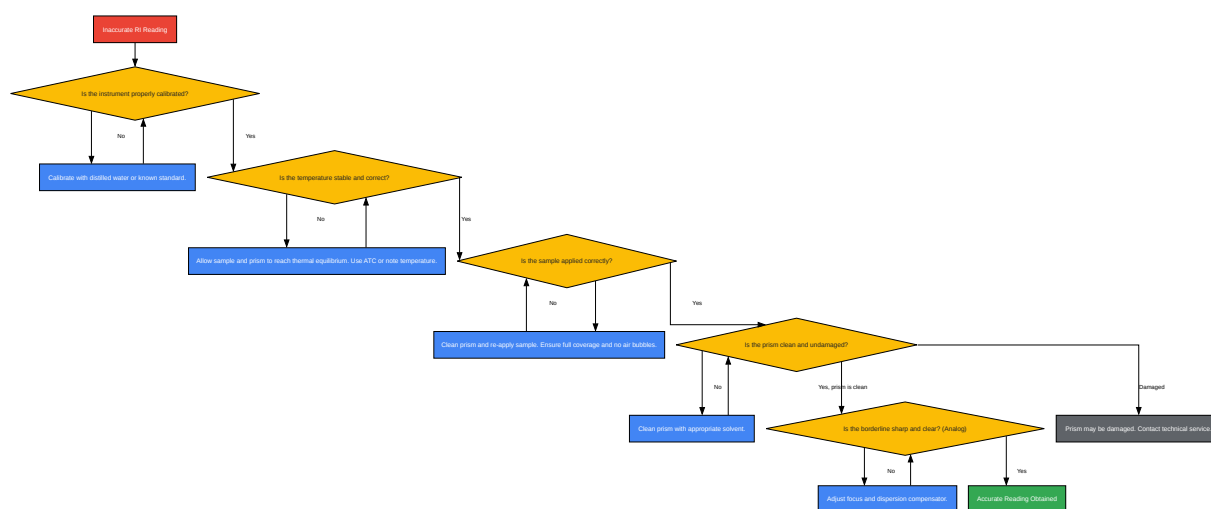 Inaccurate RI Reading
Is the instrument properly calibrated?
No
Yes
Calibrate with distilled water or known standard.
Is the temperature stable and correct?
No
Yes
Allow sample and prism to reach thermal equilibrium. Use ATC or note temperature.
Is the sample applied correctly?
No
Yes
Clean prism and re-apply sample. Ensure full coverage and no air bubbles.
Is the prism clean and undamaged?
No
Yes, prism is clean
Damaged
Clean prism with appropriate solvent.
Is the borderline sharp and clear? (Analog)
Prism may be damaged. Contact technical service
No
Yes
Adjust focus and dispersion compensator.
Accurate Reading Obtained